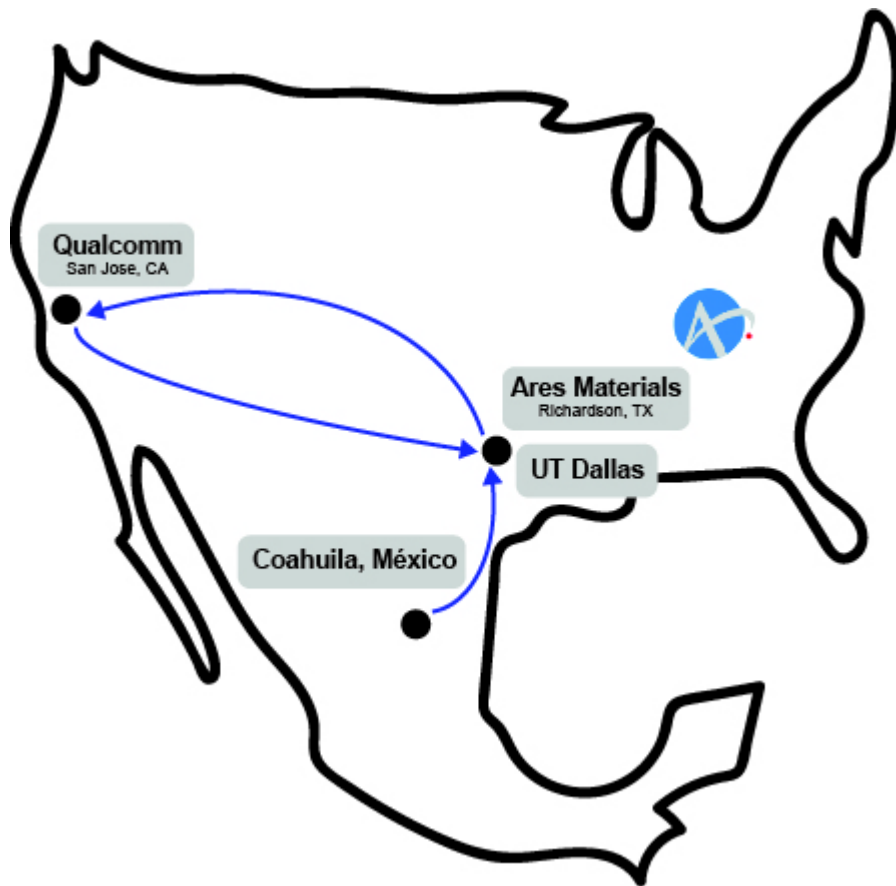 Qualcomm
San Jose, CA
Ares Materials
Richardson, TX
UT Dallas
Coahuila, México